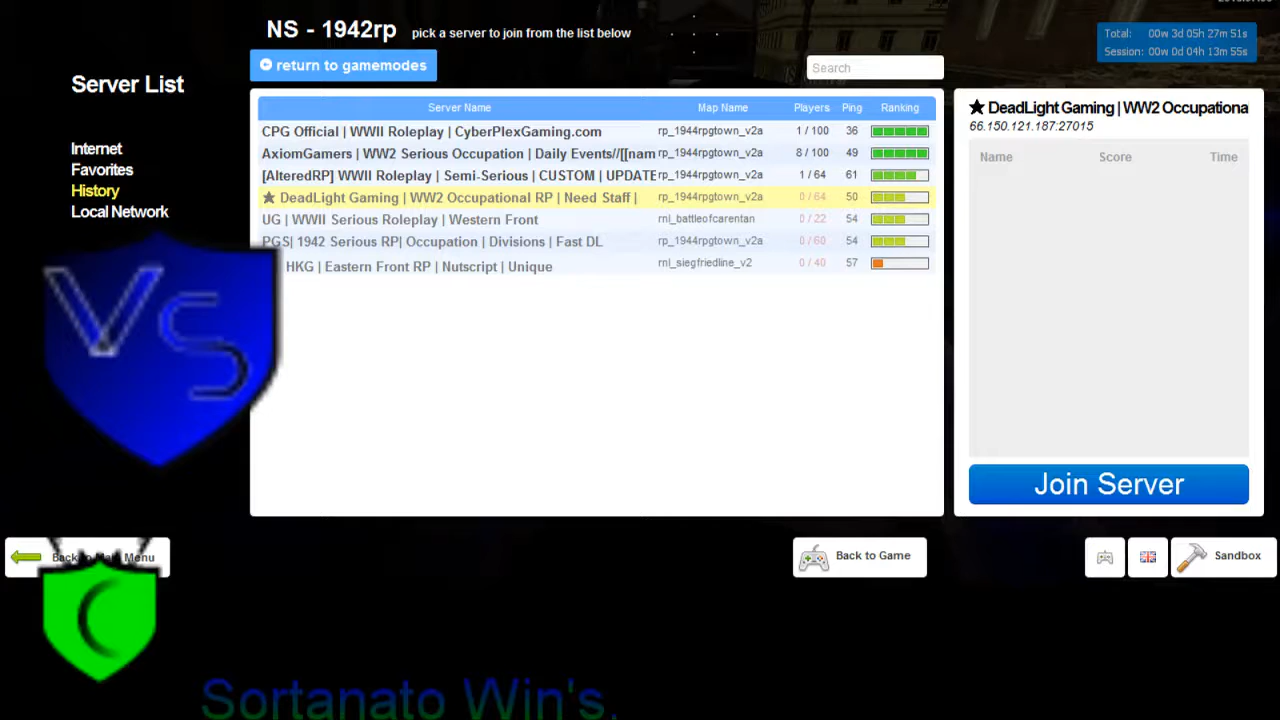 NS - 1942rp pick a server to join from the list below
Total: 00w 3d 05h 27m 51s
Session: 00w 0d 04h 13m 55s
return to gamemodes
Search
Server List
Internet
Favorites
History
Local Network
Server Name Map Name Players Ping Ranking
CPG Official | WWII Roleplay | CyberPlexGaming.com rp_1944rpgtown_v2a 1 / 100 36
AxiomGamers | WW2 Serious Occupation | Daily Events//[[nam rp_1944rpgtown_v2a 8 / 100 49
[AlteredRP] WWII Roleplay | Semi-Serious | CUSTOM | UPDATE rp_1944rpgtown_v2a 1 / 64 61
DeadLight Gaming | WW2 Occupational RP | Need Staff | rp_1944rpgtown_v2a 0 / 64 50
UG | WWII Serious Roleplay | Western Front rnl_battleofcarentan 0 / 22 54
PGS| 1942 Serious RP| Occupation | Divisions | Fast DL rp_1944rpgtown_v2a 0 / 60 54
HKG | Eastern Front RP | Nutscript | Unique rnl_siegfriedline_v2 0 / 40 57
DeadLight Gaming | WW2 Occupationa
66.150.121.187:27015
Name Score Time
Join Server
VS
Back to Main Menu
Back to Game
Sandbox
C
Sortanato Win's.